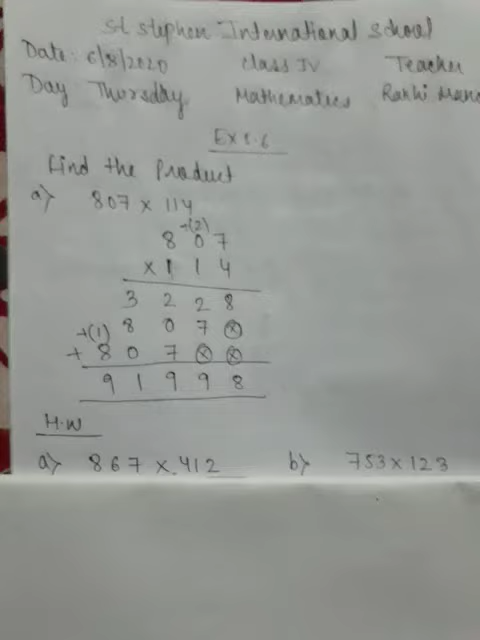 St Stephen International School
Date: 6/8/2020 Class IV Teacher
Day Thursday. Mathematics Rakhi
Ex 1.6
Find the Product
a) 807 × 114
+(2)
8 0 7
× 1 1 4
3 2 2 8
+(1) 8 0 7 ⊗
+ 8 0 7 ⊗ ⊗
9 1 9 9 8
H.W
a) 867 × 412 b) 753 × 123